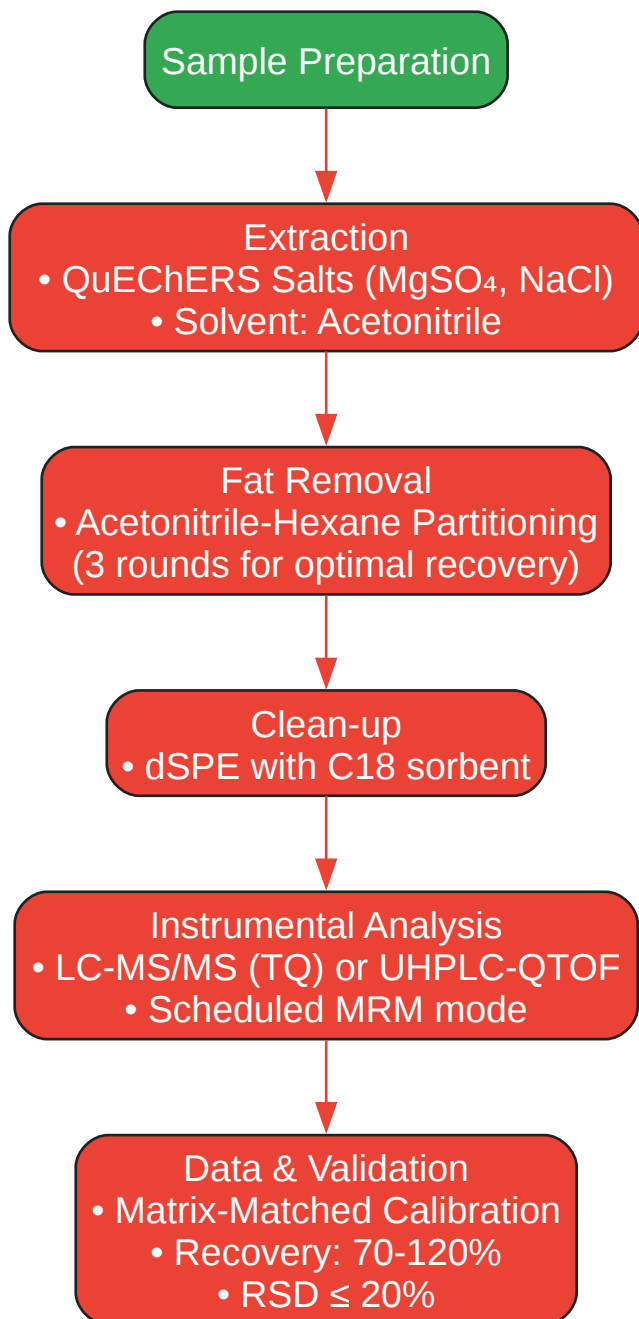 Sample Preparation
Extraction
• QuEChERS Salts (MgSO₄, NaCl)
• Solvent: Acetonitrile
Fat Removal
• Acetonitrile-Hexane Partitioning
(3 rounds for optimal recovery)
Clean-up
• dSPE with C18 sorbent
Instrumental Analysis
• LC-MS/MS (TQ) or UHPLC-QTOF
• Scheduled MRM mode
Data & Validation
• Matrix-Matched Calibration
• Recovery: 70-120%
• RSD ≤ 20%